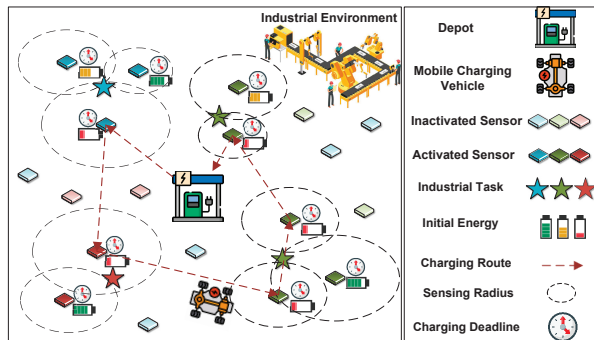 Industrial Environment
Depot
Mobile Charging
Vehicle
Inactivated Sensor
Activated Sensor
Industrial Task
Initial Energy
Charging Route
Sensing Radius
Charging Deadline